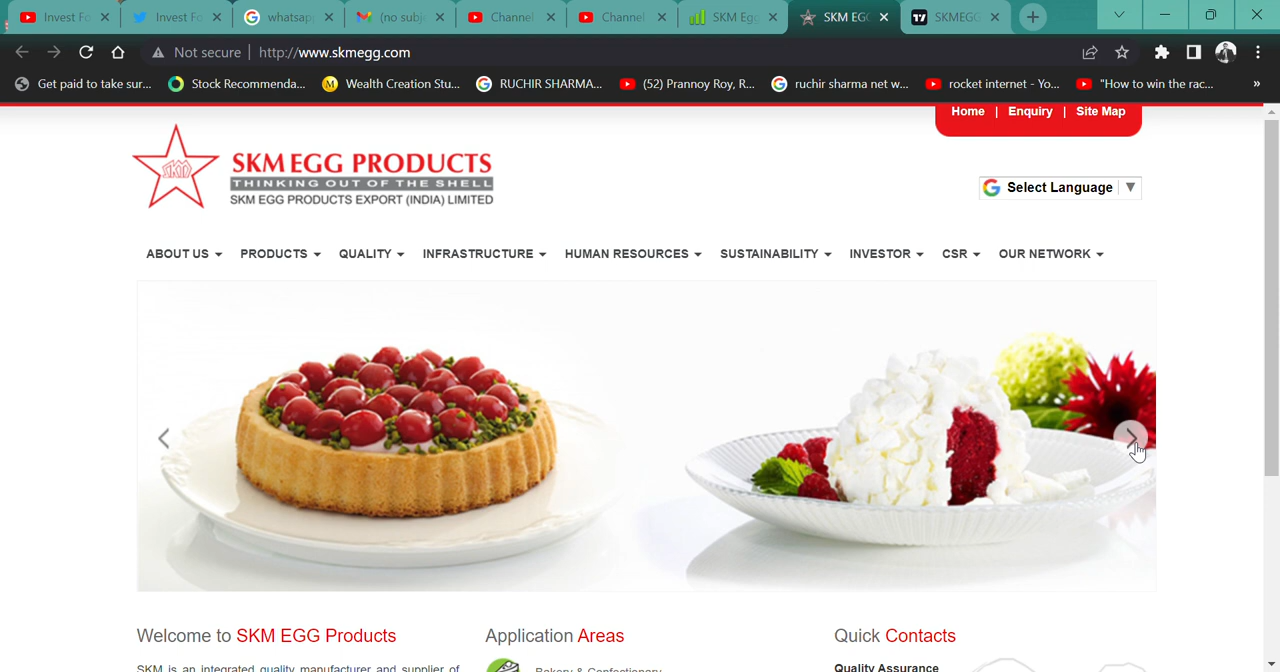 Invest Fo
Invest Fo
whatsap
(no subj
Channel
Channel
SKM Egg
SKM EGG
SKMEGG
Not secure
http://www.skmegg.com
Get paid to take sur...
Stock Recommenda...
Wealth Creation Stu...
RUCHIR SHARMA...
(52) Prannoy Roy, R...
ruchir sharma net w...
rocket internet - Yo...
"How to win the rac...
»
Home | Enquiry | Site Map
SKM
SKM EGG PRODUCTS
THINKING OUT OF THE SHELL
SKM EGG PRODUCTS EXPORT (INDIA) LIMITED
Select Language
ABOUT US PRODUCTS QUALITY INFRASTRUCTURE HUMAN RESOURCES SUSTAINABILITY INVESTOR CSR OUR NETWORK
Welcome to SKM EGG Products
SKM is an integrated quality manufacturer and supplier of
Application Areas
Bakery & Confectionery
Quick Contacts
Quality Assurance